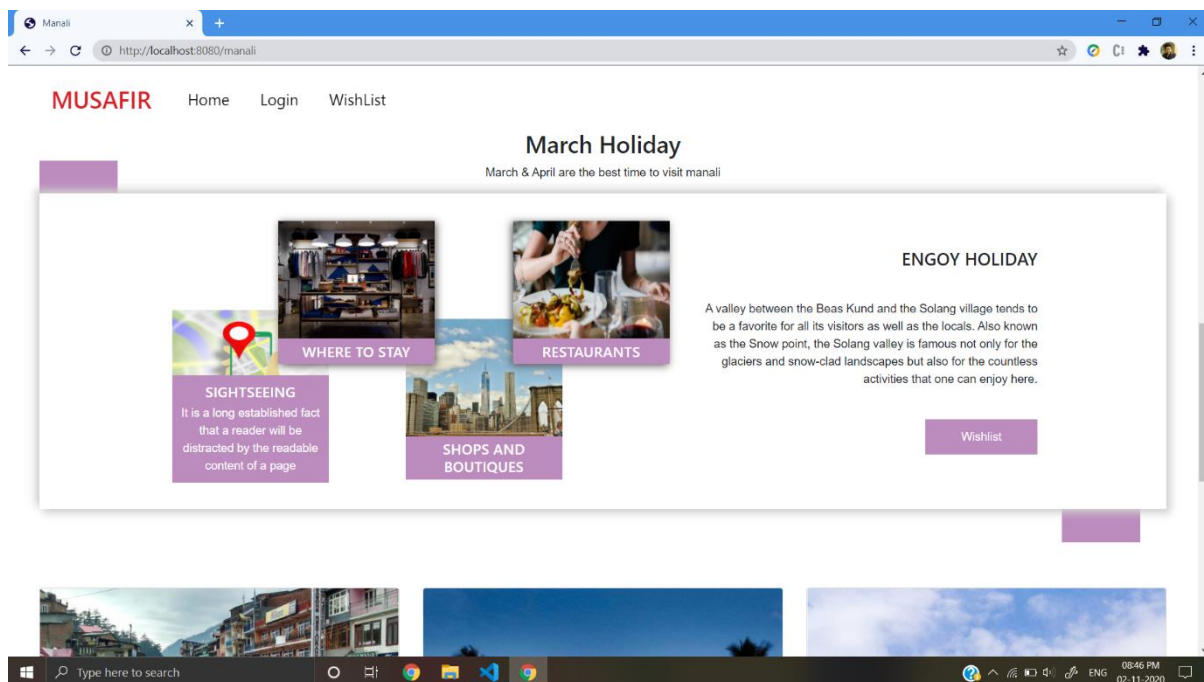 Manali
http://localhost:8080/manali
MUSAFIR Home Login WishList
March Holiday
March & April are the best time to visit manali
WHERE TO STAY
RESTAURANTS
SIGHTSEEING
It is a long established fact
that a reader will be
distracted by the readable
content of a page
SHOPS AND
BOUTIQUES
ENGOY HOLIDAY
A valley between the Beas Kund and the Solang village tends to
be a favorite for all its visitors as well as the locals. Also known
as the Snow point, the Solang valley is famous not only for the
glaciers and snow-clad landscapes but also for the countless
activities that one can enjoy here.
Wishlist
Type here to search
ENG
08:46 PM
02-11-2020